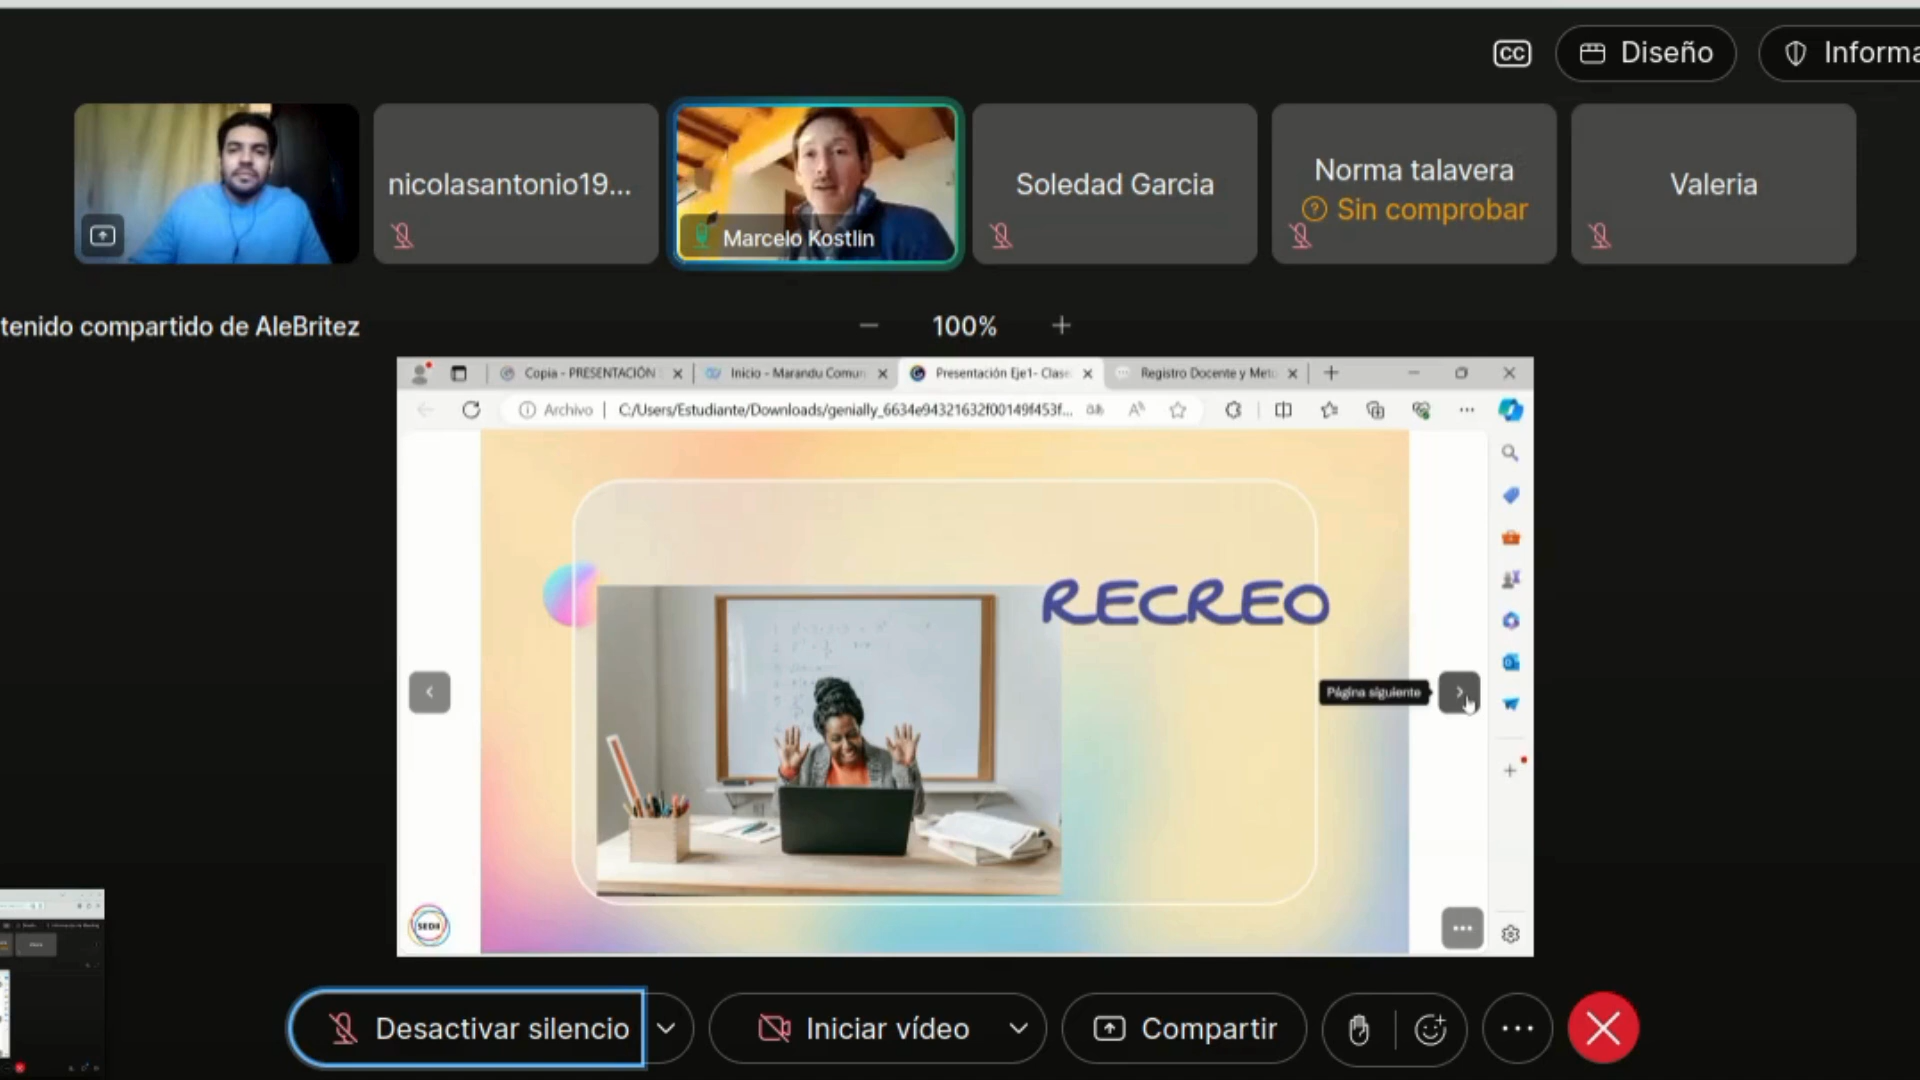 CC
Diseño
Informa
nicolasantonio19...
Marcelo Kostlin
Soledad Garcia
Norma talavera
Sin comprobar
Valeria
tenido compartido de AleBritez
100%
Copia - PRESENTACIÓN
Inicio - Marandu Comun
Presentación Eje1- Clase
Registro Docente y Meto
Archivo
C:/Users/Estudiante/Downloads/genially_6634e94321632f00149f453f...
RECREO
Página siguiente
Desactivar silencio
Iniciar vídeo
Compartir